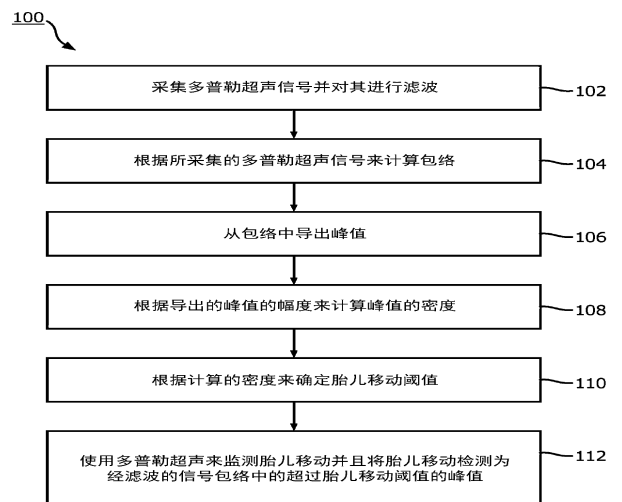 100
采集多普勒超声信号并对其进行滤波
102
根据所采集的多普勒超声信号来计算包络
104
从包络中导出峰值
106
根据导出的峰值的幅度来计算峰值的密度
108
根据计算的密度来确定胎儿移动阈值
110
使用多普勒超声来监测胎儿移动并且将胎儿移动检测为
经滤波的信号包络中的超过胎儿移动阈值的峰值
112